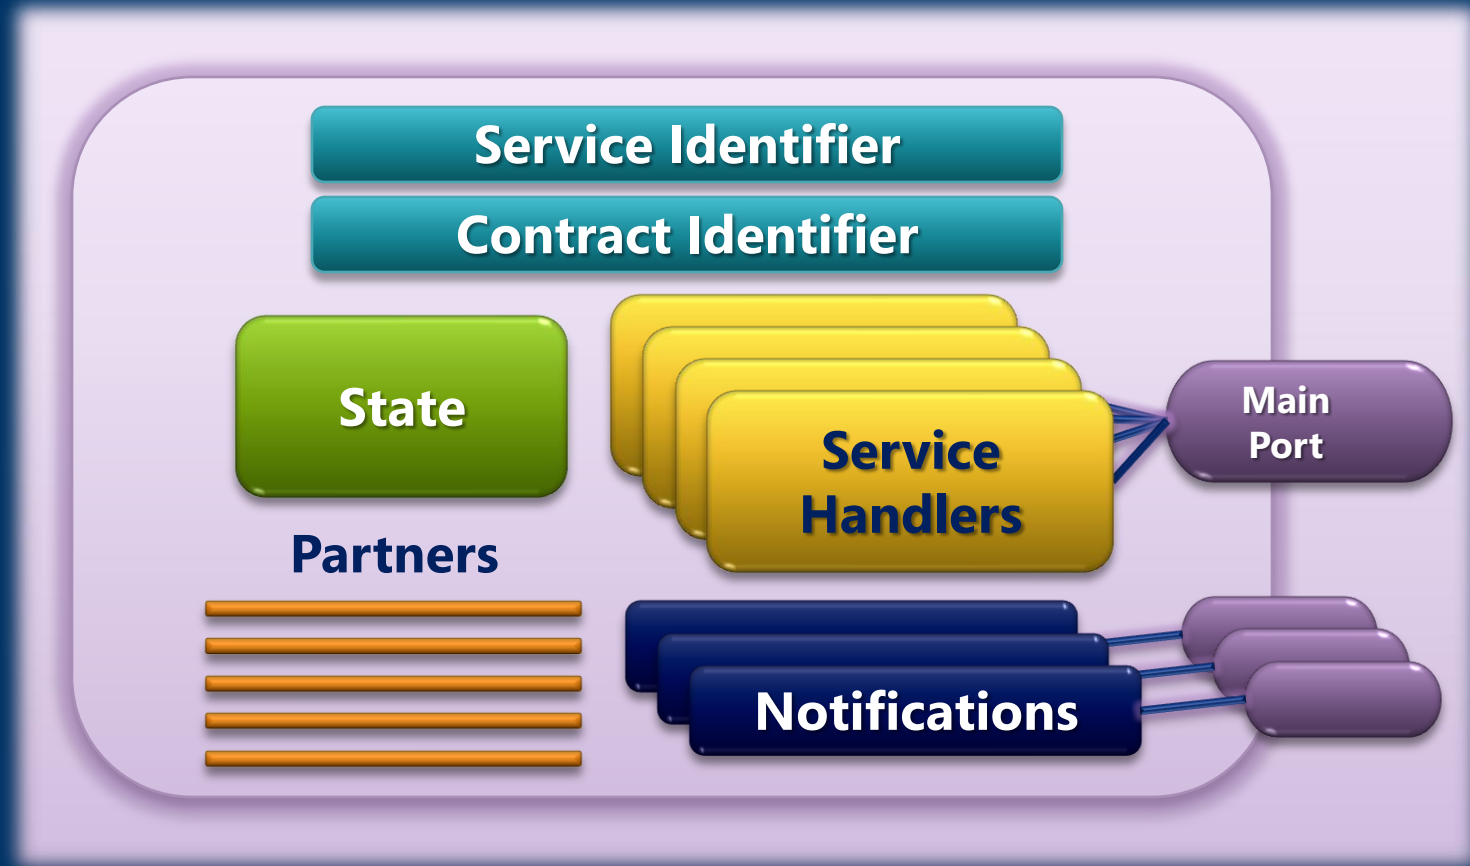 Service Identifier
Contract Identifier
State
Service
Handlers
Main
Port
Partners
Notifications